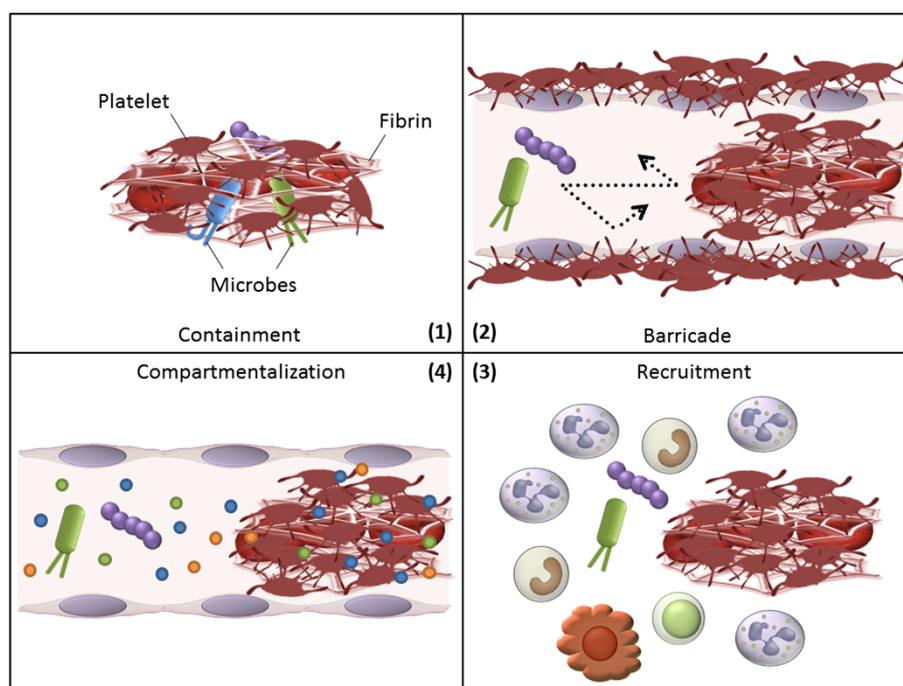 Platelet
Fibrin
Microbes
Containment
(1)
(2)
Barricade
Compartmentalization
(4)
(3)
Recruitment